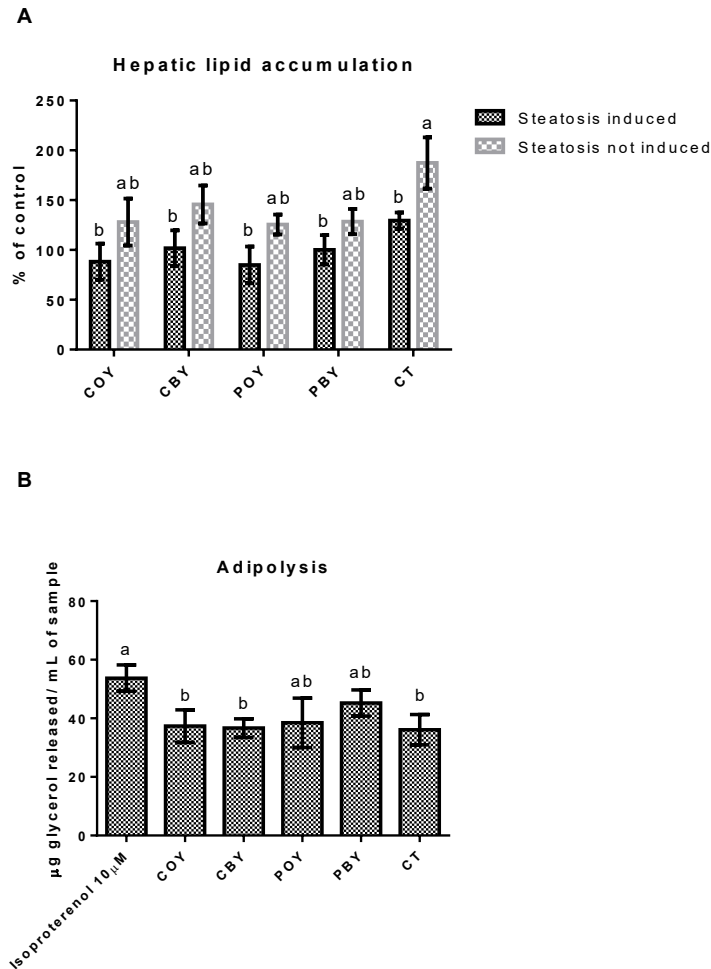 A
Hepatic lipid accumulation
% of control
250
200
150
100
50
0
b
ab
b
ab
b
ab
b
ab
b
a
COY
CBY
POY
PBY
CT
Steatosis induced
Steatosis not induced
B
Adipolysis
µg glycerol released/ mL of sample
80
60
40
20
0
a
b
b
ab
ab
b
Isoproterenol 10µM
COY
CBY
POY
PBY
CT